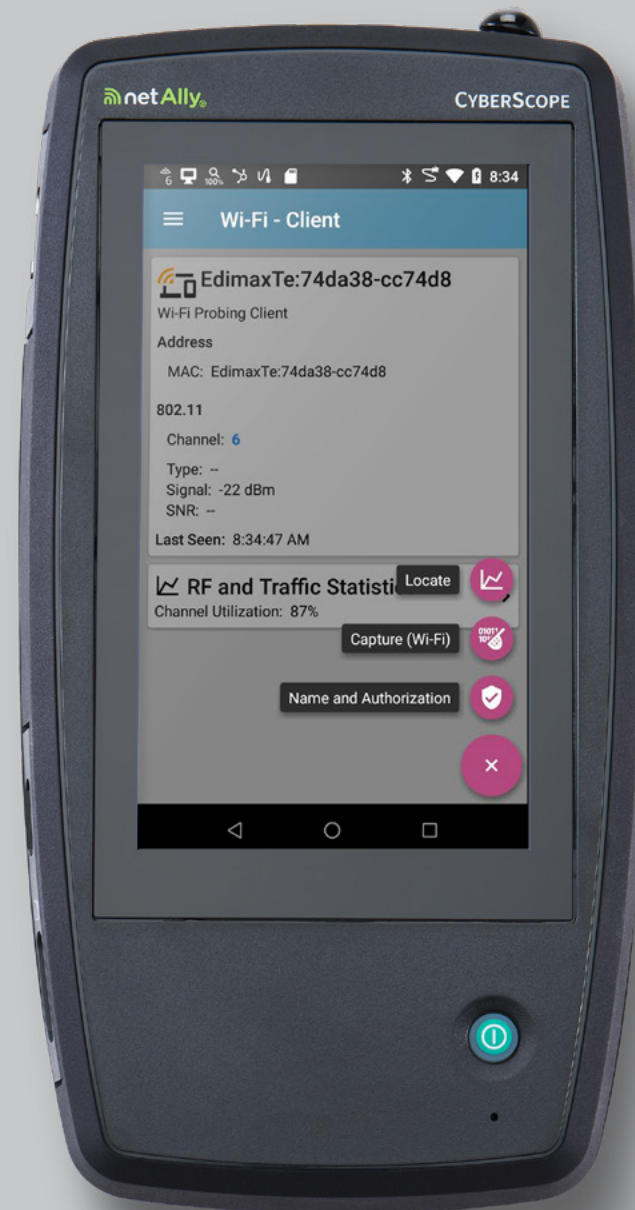 netAlly®
CYBERSCOPE
6 100% 8:34
Wi-Fi - Client
EdimaxTe:74da38-cc74d8
Wi-Fi Probing Client
Address
MAC: EdimaxTe:74da38-cc74d8
802.11
Channel: 6
Type: --
Signal: -22 dBm
SNR: --
Last Seen: 8:34:47 AM
Locate
RF and Traffic Statisti
Channel Utilization: 87%
Capture (Wi-Fi)
Name and Authorization